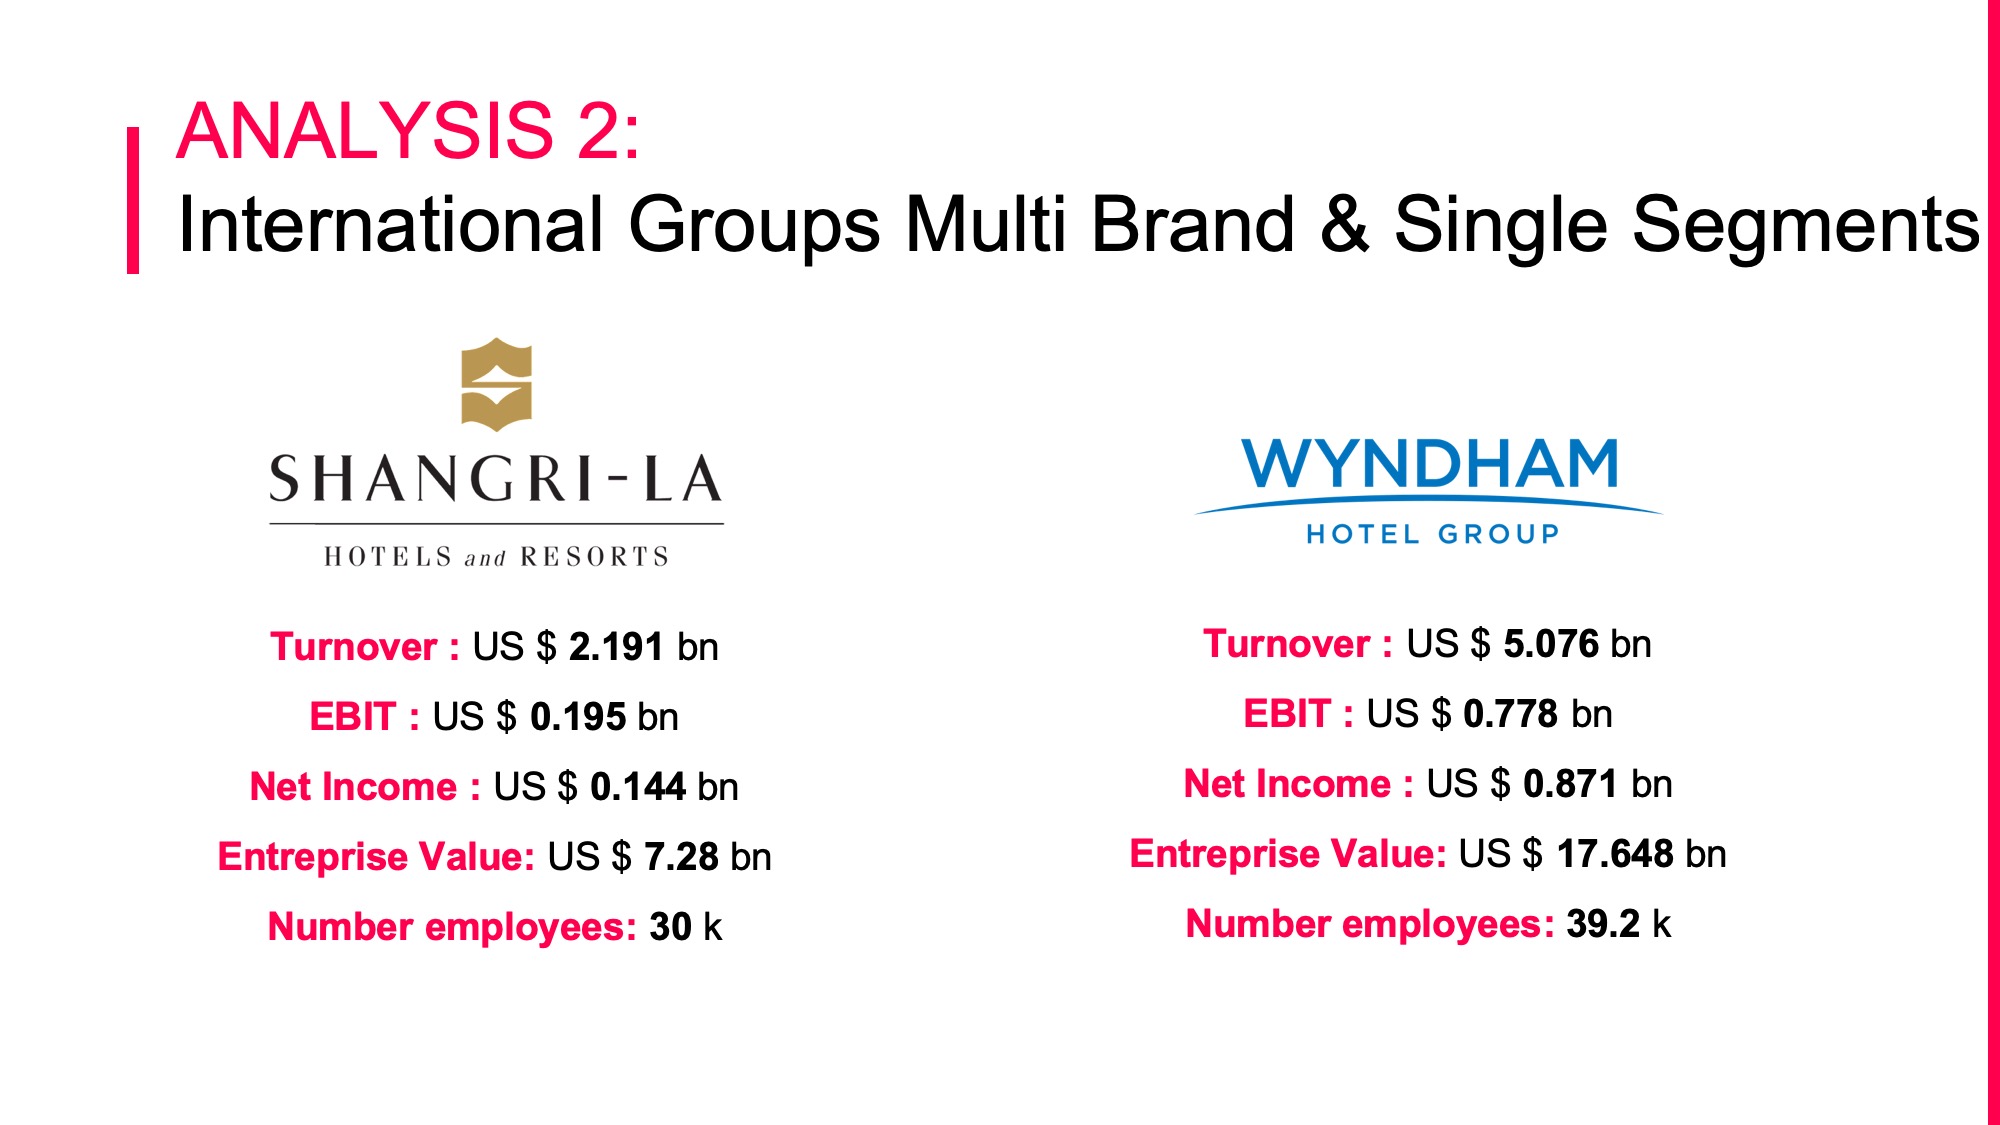 ANALYSIS 2:
International Groups Multi Brand & Single Segments
SHANGRI-LA
HOTELS and RESORTS
Turnover : US $ 2.191 bn
EBIT : US $ 0.195 bn
Net Income : US $ 0.144 bn
Entreprise Value: US $ 7.28 bn
Number employees: 30 k
WYNDHAM
HOTEL GROUP
Turnover : US $ 5.076 bn
EBIT : US $ 0.778 bn
Net Income : US $ 0.871 bn
Entreprise Value: US $ 17.648 bn
Number employees: 39.2 k